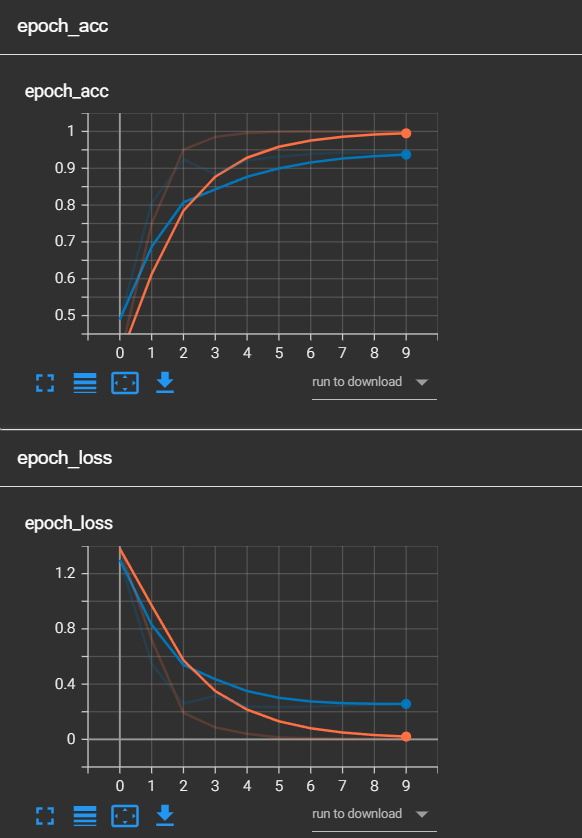 epoch_acc
epoch_acc
1
0.9
0.8
0.7
0.6
0.5
0 1 2 3 4 5 6 7 8 9
run to download
epoch_loss
epoch_loss
1.2
0.8
0.4
0
0 1 2 3 4 5 6 7 8 9
run to download